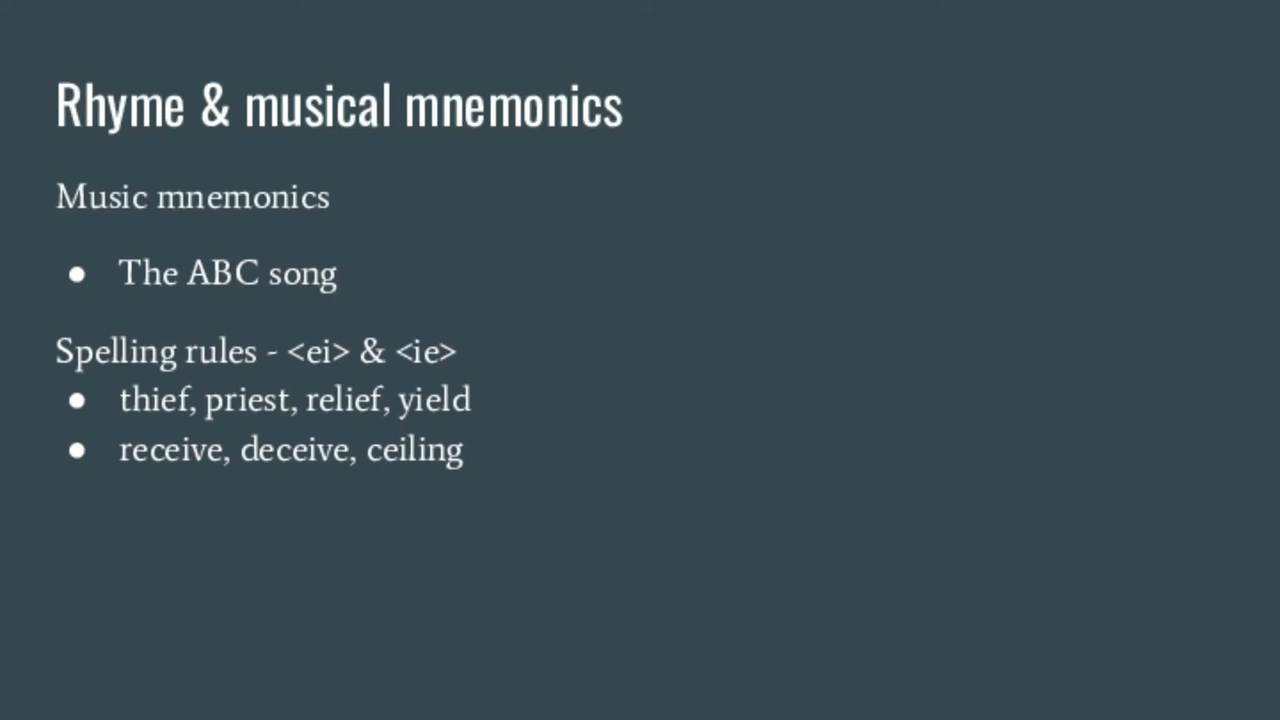 Rhyme & musical mnemonics
Music mnemonics
● The ABC song
Spelling rules - <ei> & <ie>
● thief, priest, relief, yield
● receive, deceive, ceiling